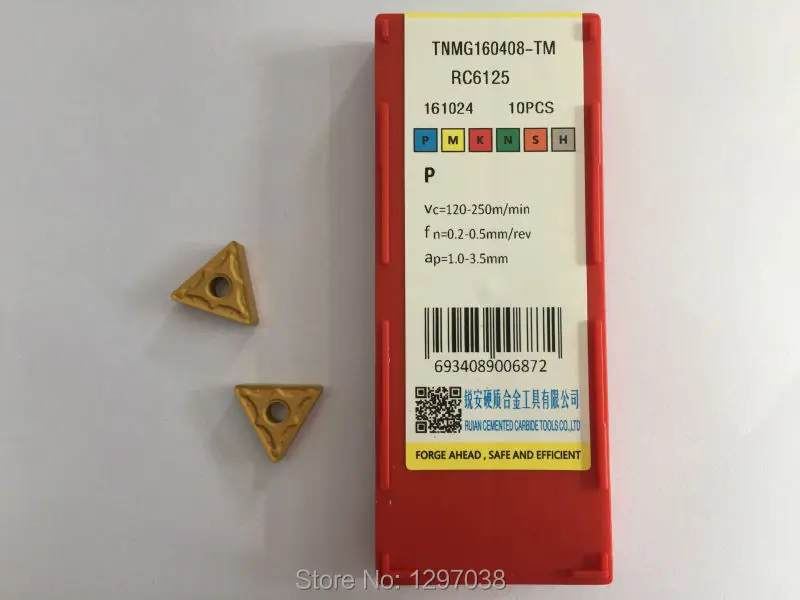 TNMG160408-TM
RC6125
161024 10PCS
P M K N S H
P
Vc=120-250m/min
fn=0.2-0.5mm/rev
ap=1.0-3.5mm
6934089006872
锐安硬质合金工具有限公司
RUIAN CEMENTED CARBIDE TOOLS CO.,LTD
FORGE AHEAD , SAFE AND EFFICIENT
Store No: 1297038